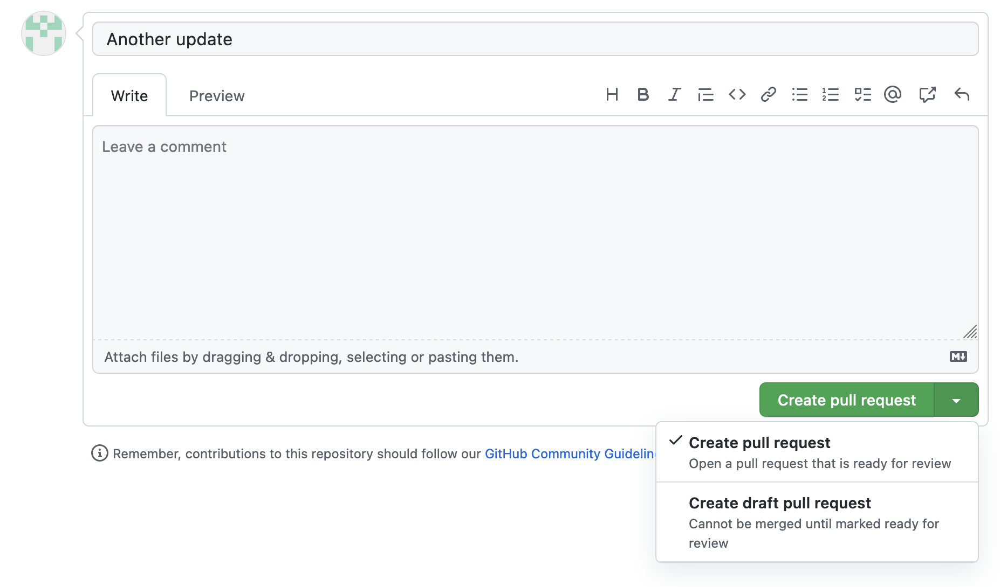 Another update
Write
Preview
Leave a comment
Attach files by dragging & dropping, selecting or pasting them.
Create pull request
Remember, contributions to this repository should follow our GitHub Community
Create pull request
Open a pull request that is ready for review
Create draft pull request
Cannot be merged until marked ready for
review